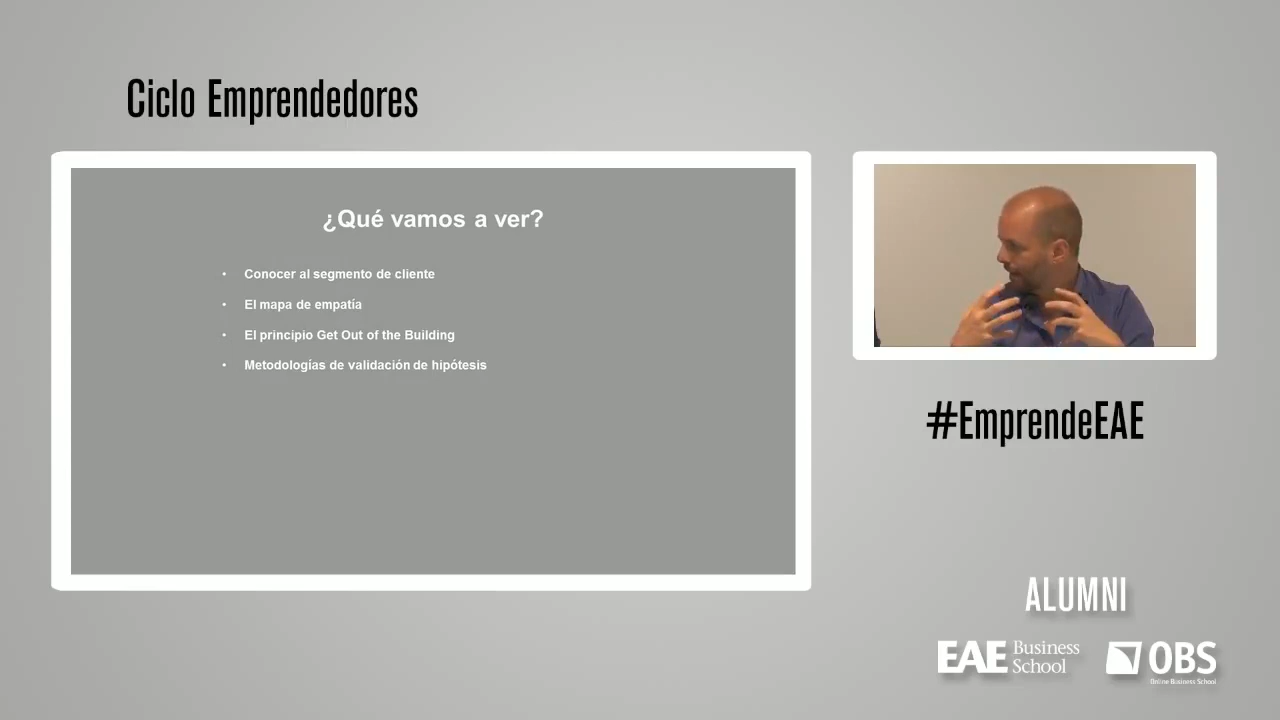 Ciclo Emprendedores
¿Qué vamos a ver?
• Conocer al segmento de cliente
• El mapa de empatía
• El principio Get Out of the Building
• Metodologías de validación de hipótesis
#EmprendeEAE
ALUMNI
EAE Business School
OBS
Online Business School